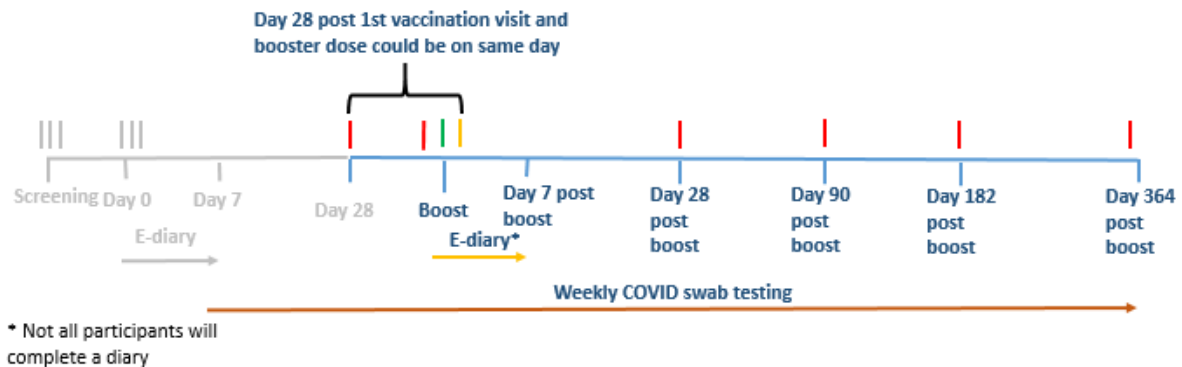 Day 28 post 1st vaccination visit and
booster dose could be on same day
Screening
Day 0
Day 7
Day 28
Boost
Day 7 post
boost
Day 28
post
boost
Day 90
post
boost
Day 182
post
boost
Day 364
post
boost
E-diary
E-diary*
Weekly COVID swab testing
* Not all participants will
complete a diary